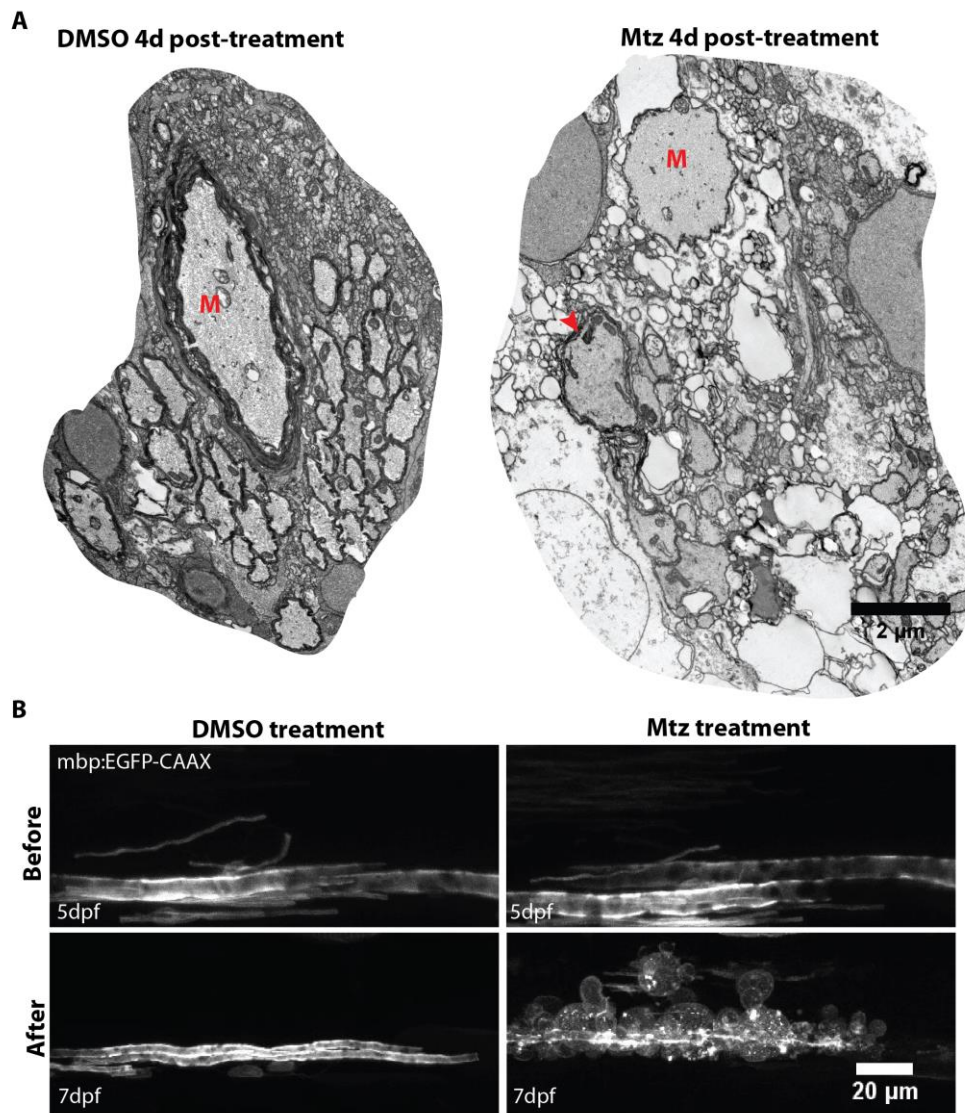 A
DMSO 4d post-treatment
Mtz 4d post-treatment
M
M
2 µm
B
DMSO treatment
Mtz treatment
Before
mbp:EGFP-CAAX
5dpf
5dpf
After
7dpf
7dpf
20 µm